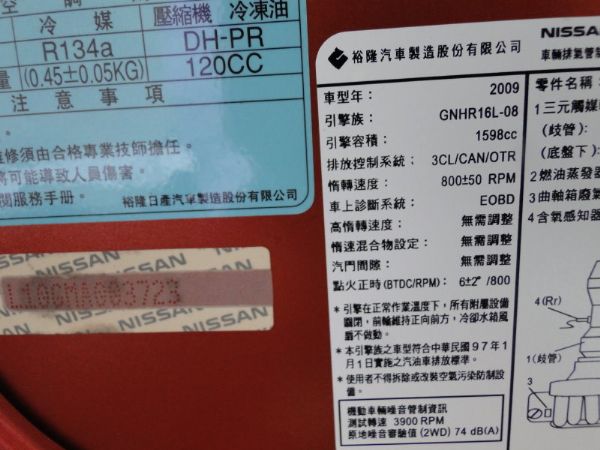 空調
冷媒 壓縮機 冷凍油
R134a DH-PR
量 (0.45±0.05KG) 120CC
注意事項
修須由合格專業技師擔任。
將可能導致人員傷害。
閱服務手冊。
裕隆日產汽車製造股份有限公司
NISSAN NISSAN NISSAN
NISSAN NISSAN NISSAN
裕隆汽車製造股份有限公司
車型年： 2009
引擎族： GNHR16L-08
引擎容積： 1598cc
排放控制系統： 3CL/CAN/OTR
惰轉速度： 800±50 RPM
車上診斷系統： EOBD
高惰轉速度： 無需調整
惰速混合物設定： 無需調整
汽門間隙： 無需調整
點火正時 (BTDC/RPM)： 6±2°/800
*引擎在正常作業溫度下，所有附屬設備
關閉，前輪維持正向前方，冷卻水箱風
扇不做動。
*本引擎族之車型符合中華民國97年1
月1日實施之汽油車排放標準。
*使用者不得拆除或改裝空氣污染防制設
備。
機動車輛噪音管制資訊
測試轉速 3900 RPM
原地噪音審驗值 (2WD) 74 dB(A)
NISSAN
車輛排氣管制
零件名稱：
1三元觸媒
(歧管)：
(底盤下)：
2燃油蒸發
3曲軸箱廢氣
4含氧感知器
4(Rr)
1(歧管)
3